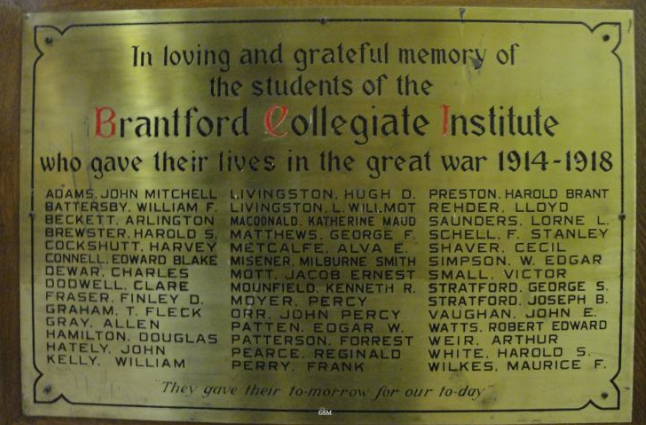 In loving and grateful memory of
the students of the
Brantford Collegiate Institute
who gave their lives in the great war 1914-1918
ADAMS, JOHN MITCHELL
BATTERSBY, WILLIAM F.
BECKETT, ARLINGTON
BREWSTER, HAROLD S.
COCKSHUTT, HARVEY
CONNELL, EDWARD BLAKE
DEWAR, CHARLES
DODWELL, CLARE
FRASER, FINLEY D.
GRAHAM, T. FLECK
GRAY, ALLEN
HAMILTON, DOUGLAS
HATELY, JOHN
KELLY, WILLIAM
LIVINGSTON, HUGH D.
LIVINGSTON, L. WILLMOT
MACDONALD, KATHERINE MAUD
MATTHEWS, GEORGE F.
METCALFE, ALVA E.
MISENER, MILBURNE SMITH
MOTT, JACOB ERNEST
MOUNFIELD, KENNETH R.
MOYER, PERCY
ORR, JOHN PERCY
PATTEN, EDGAR W.
PATTERSON, FORREST
PEARCE, REGINALD
PERRY, FRANK
PRESTON, HAROLD BRANT
REHDER, LLOYD
SAUNDERS, LORNE L.
SCHELL, F. STANLEY
SHAVER, CECIL
SIMPSON, W. EDGAR
SMALL, VICTOR
STRATFORD, GEORGE S.
STRATFORD, JOSEPH B.
VAUGHAN, JOHN E.
WATTS, ROBERT EDWARD
WEIR, ARTHUR
WHITE, HAROLD S.
WILKES, MAURICE F.
"They gave their to-morrow for our to-day"
68M